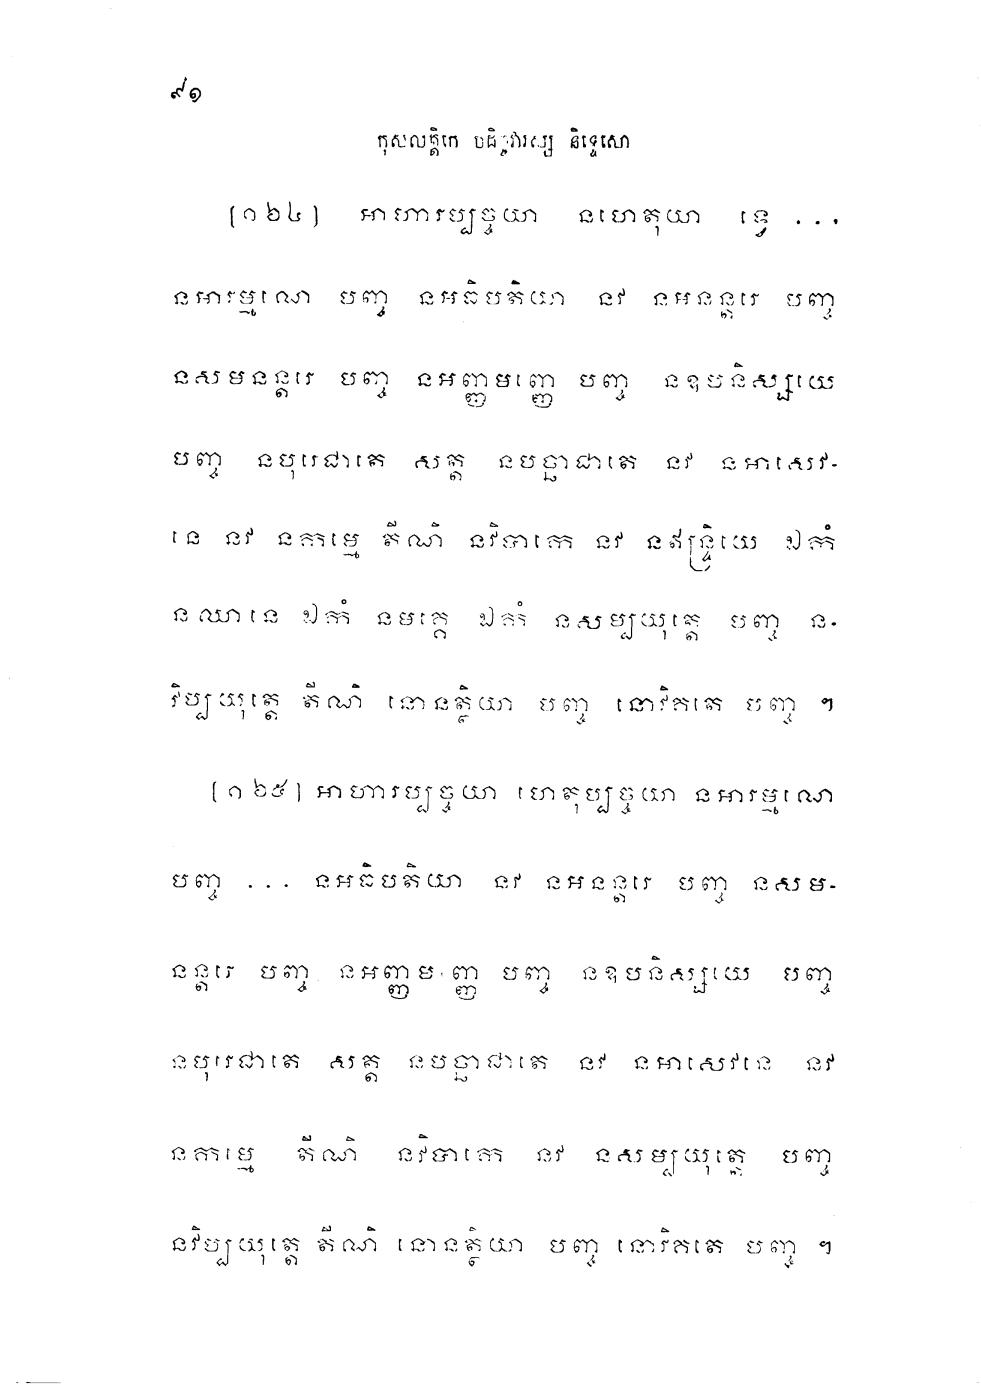 ៩១
កុសលត្តិកេ បដិច្ចវារស្ស និទ្ទេសោ
[១២៤] អាហារប្បច្ចយា នហេតុយា ទ្វេ ...
នអារម្មណេ បញ្ច នអធិបតិយា នវ នអនន្តរេ បញ្ច
នសមនន្តរេ បញ្ច នអញ្ញមញ្ញេ បញ្ច នឧបនិស្សយេ
បញ្ច នបុរេជាតេ សត្ត នបច្ឆាជាតេ នវ នអាសេវ-
នេ នវ នកម្មេ តីណិ នវិបាកេ នវ នឥន្ទ្រិយេ ឯកំ
នឈានេ ឯកំ នមគ្គេ ឯកំ នសម្បយុត្តេ បញ្ច ន-
វិប្បយុត្តេ តីណិ នោនត្ថិយា បញ្ច នោវិគតេ បញ្ច ។
[១២៥] អាហារប្បច្ចយា ហេតុប្បច្ចយា នអារម្មណេ
បញ្ច ... នអធិបតិយា នវ នអនន្តរេ បញ្ច នសម-
នន្តរេ បញ្ច នអញ្ញមញ្ញេ បញ្ច នឧបនិស្សយេ បញ្ច
នបុរេជាតេ សត្ត នបច្ឆាជាតេ នវ នអាសេវនេ នវ
នកម្មេ តីណិ នវិបាកេ នវ នសម្បយុត្តេ បញ្ច
នវិប្បយុត្តេ តីណិ នោនត្ថិយា បញ្ច នោវិគតេ បញ្ច ។